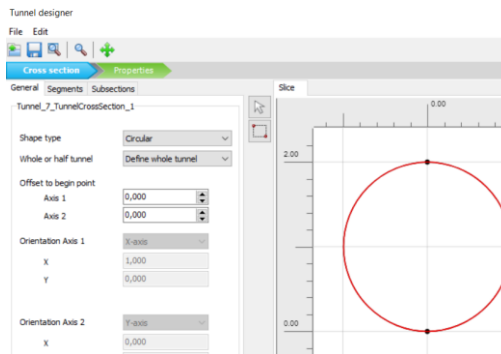 Tunnel designer
File Edit
Cross section Properties
General Segments Subsections
Slice
Tunnel_7_TunnelCrossSection_1
0.00
Shape type Circular
Whole or half tunnel Define whole tunnel
2.00
Offset to begin point
Axis 1 0,000
Axis 2 0,000
Orientation Axis 1 X-axis
X 1,000
Y 0,000
0.00
Orientation Axis 2 Y-axis
X 0,000